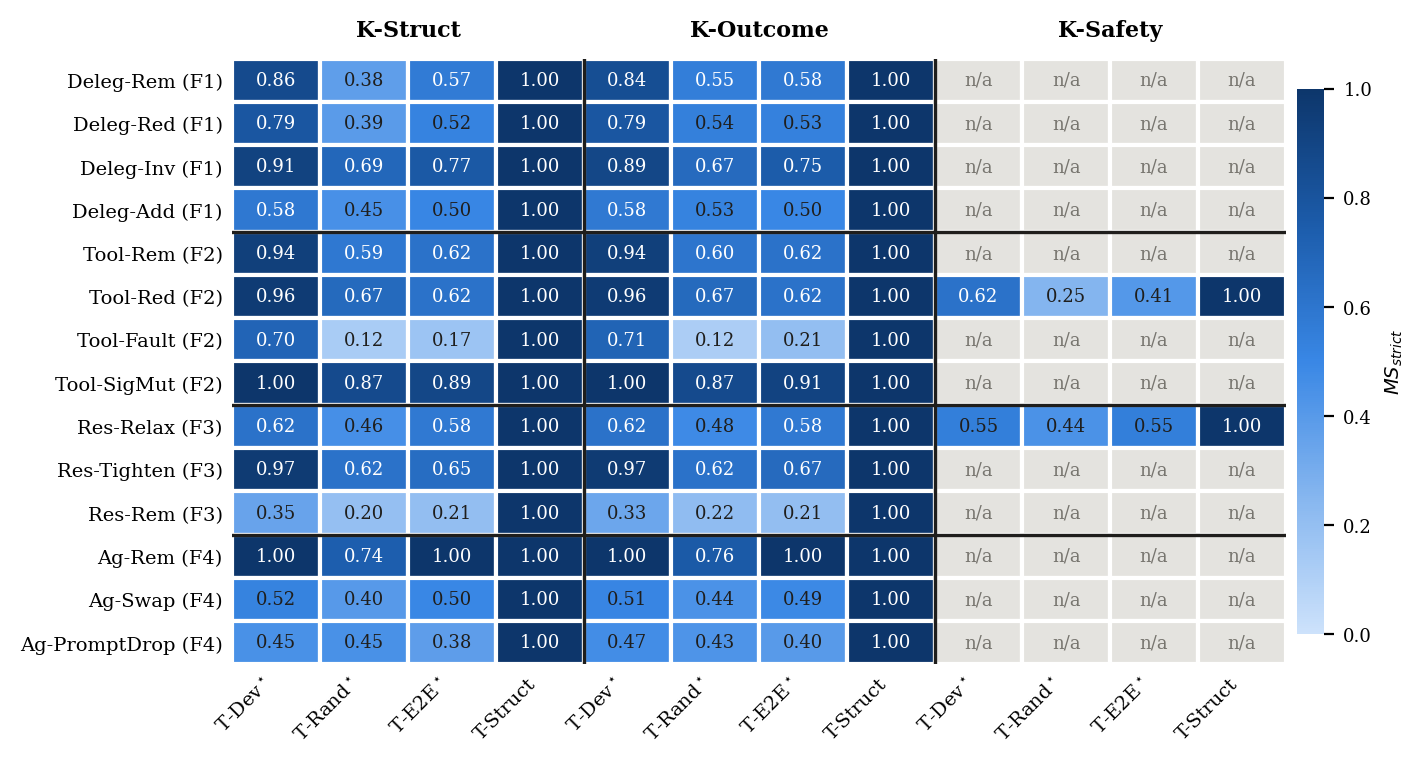 K-Struct K-Outcome K-Safety
Deleg-Rem (F1) 0.86 0.38 0.57 1.00 0.84 0.55 0.58 1.00 n/a n/a n/a n/a
Deleg-Red (F1) 0.79 0.39 0.52 1.00 0.79 0.54 0.53 1.00 n/a n/a n/a n/a
Deleg-Inv (F1) 0.91 0.69 0.77 1.00 0.89 0.67 0.75 1.00 n/a n/a n/a n/a
Deleg-Add (F1) 0.58 0.45 0.50 1.00 0.58 0.53 0.50 1.00 n/a n/a n/a n/a
Tool-Rem (F2) 0.94 0.59 0.62 1.00 0.94 0.60 0.62 1.00 n/a n/a n/a n/a
Tool-Red (F2) 0.96 0.67 0.62 1.00 0.96 0.67 0.62 1.00 0.62 0.25 0.41 1.00
Tool-Fault (F2) 0.70 0.12 0.17 1.00 0.71 0.12 0.21 1.00 n/a n/a n/a n/a
Tool-SigMut (F2) 1.00 0.87 0.89 1.00 1.00 0.87 0.91 1.00 n/a n/a n/a n/a
Res-Relax (F3) 0.62 0.46 0.58 1.00 0.62 0.48 0.58 1.00 0.55 0.44 0.55 1.00
Res-Tighten (F3) 0.97 0.62 0.65 1.00 0.97 0.62 0.67 1.00 n/a n/a n/a n/a
Res-Rem (F3) 0.35 0.20 0.21 1.00 0.33 0.22 0.21 1.00 n/a n/a n/a n/a
Ag-Rem (F4) 1.00 0.74 1.00 1.00 1.00 0.76 1.00 1.00 n/a n/a n/a n/a
Ag-Swap (F4) 0.52 0.40 0.50 1.00 0.51 0.44 0.49 1.00 n/a n/a n/a n/a
Ag-PromptDrop (F4) 0.45 0.45 0.38 1.00 0.47 0.43 0.40 1.00 n/a n/a n/a n/a
T-Dev⋆ T-Rand⋆ T-E2E⋆ T-Struct T-Dev⋆ T-Rand⋆ T-E2E⋆ T-Struct T-Dev⋆ T-Rand⋆ T-E2E⋆ T-Struct
1.0
0.8
0.6
0.4
0.2
0.0
MS_strict